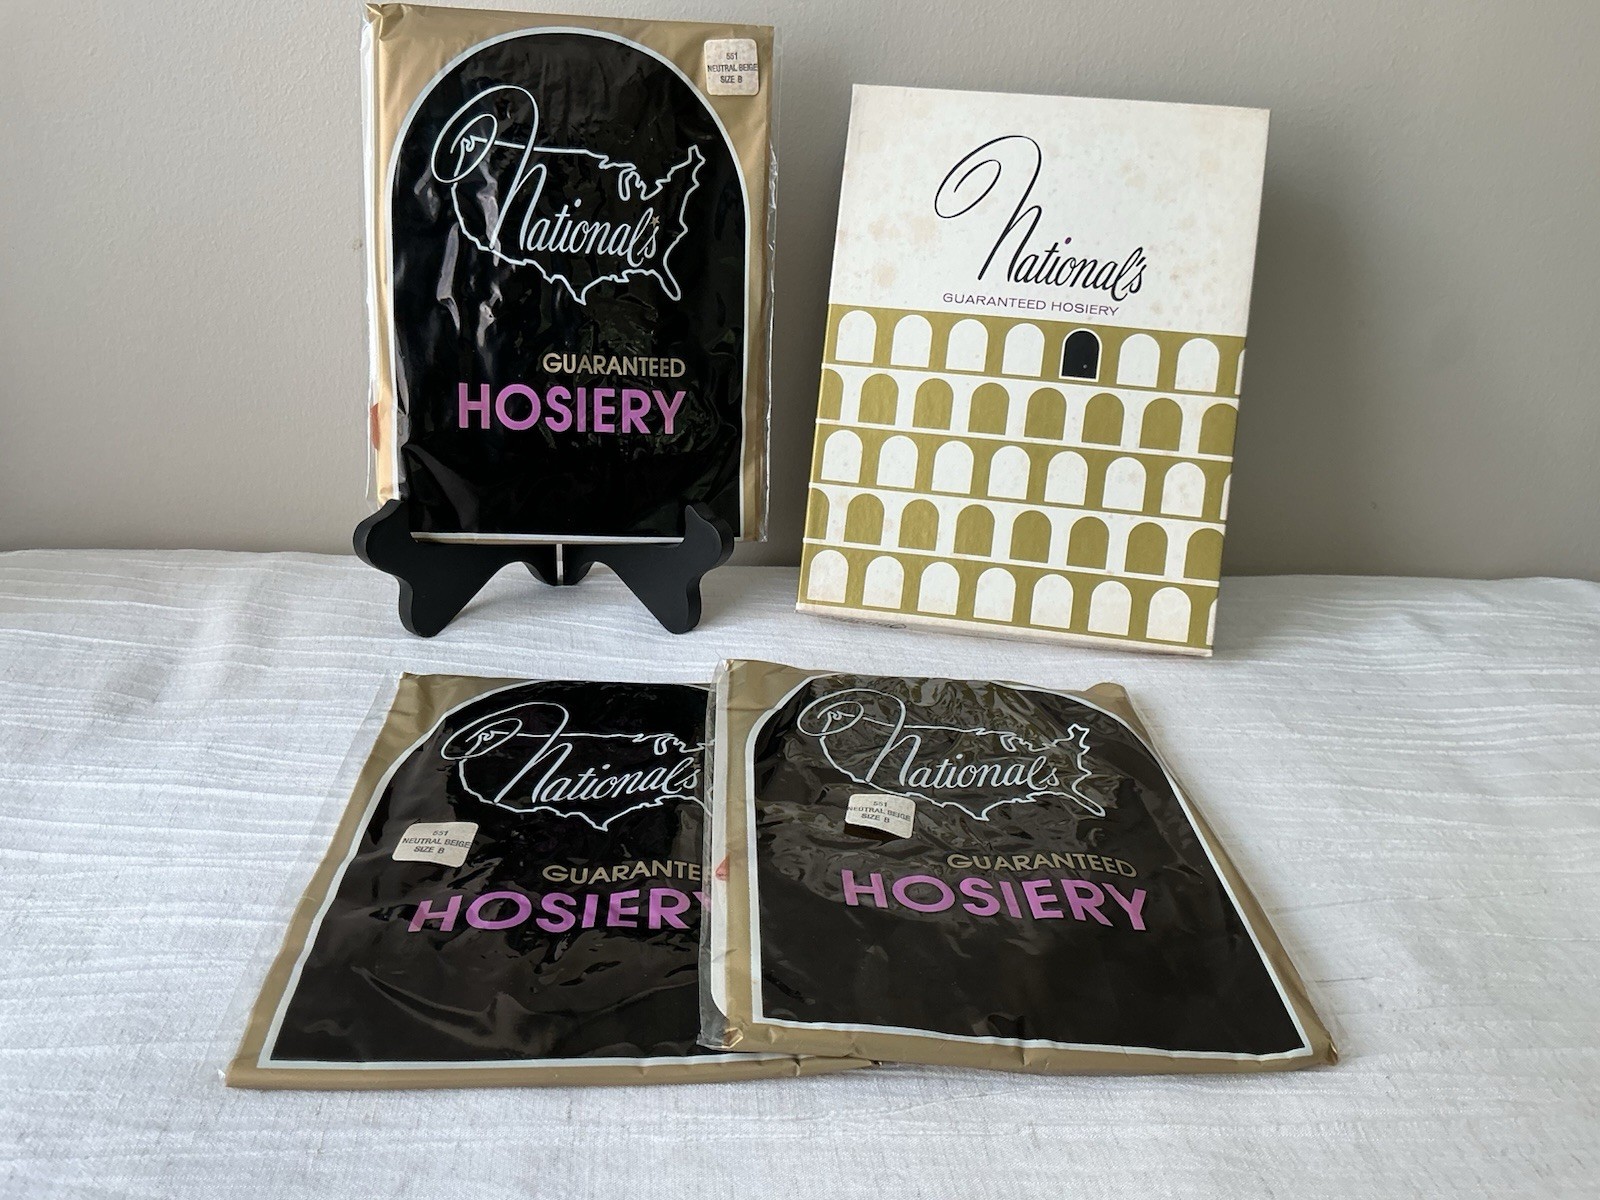 551
NEUTRAL BEIGE
SIZE B
National's
GUARANTEED
HOSIERY
National's
GUARANTEED HOSIERY
National's
551
NEUTRAL BEIGE
SIZE B
GUARANTEE
HOSIERY
National's
551
NEUTRAL BEIGE
SIZE B
GUARANTEED
HOSIERY